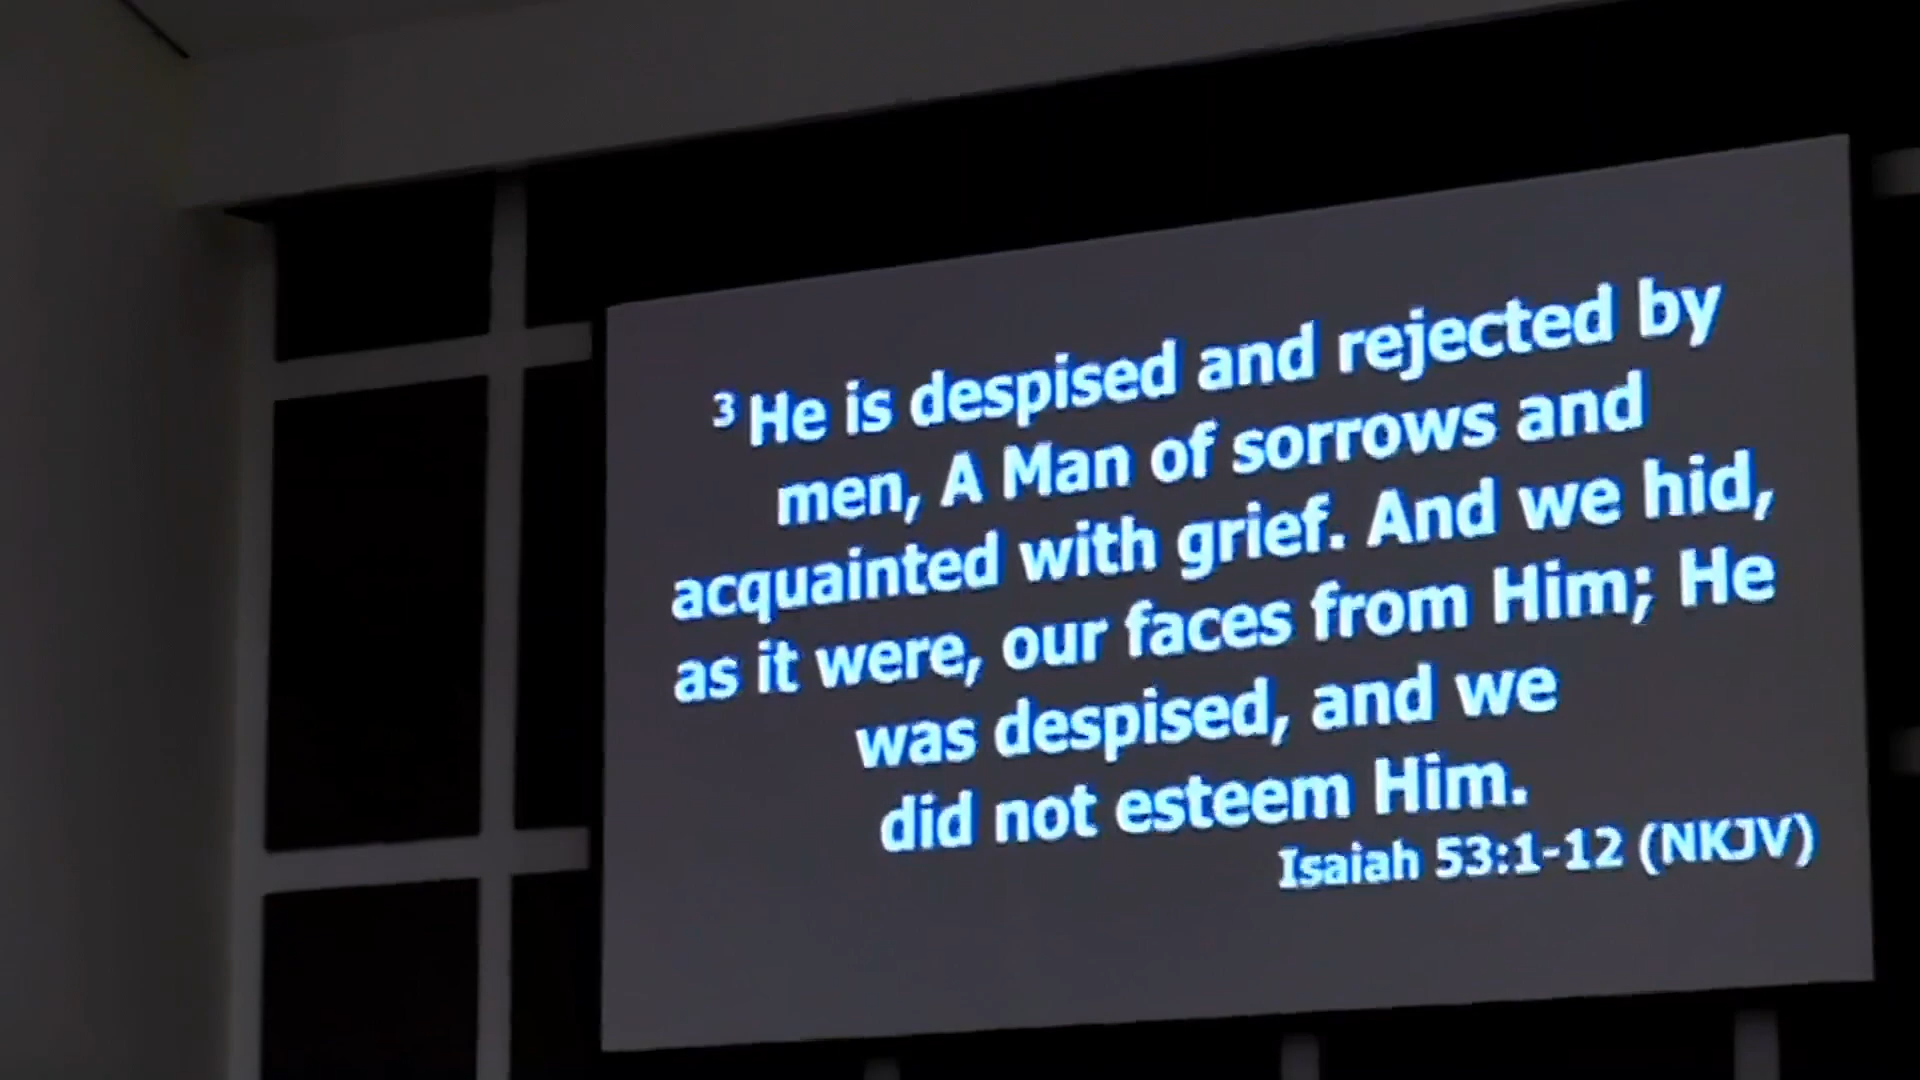 3 He is despised and rejected by
men, A Man of sorrows and
acquainted with grief. And we hid,
as it were, our faces from Him; He
was despised, and we
did not esteem Him.
Isaiah 53:1-12 (NKJV)